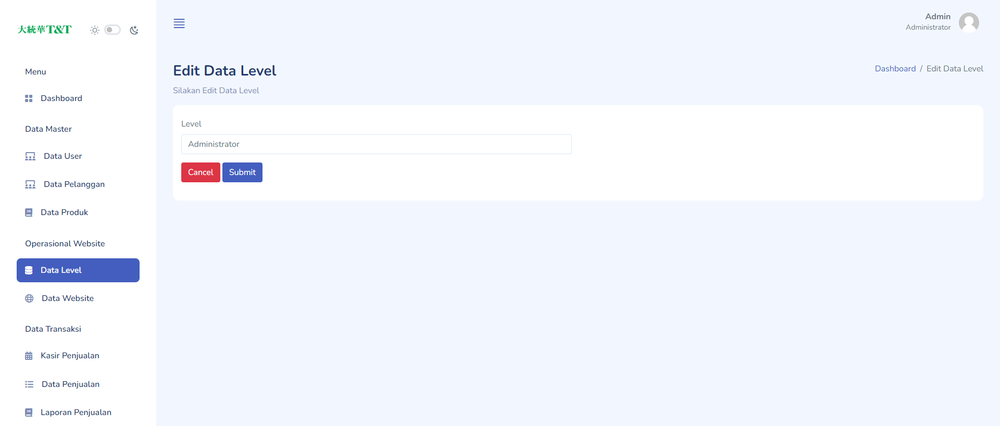 大統華T&T
Menu
Dashboard
Data Master
Data User
Data Pelanggan
Data Produk
Operasional Website
Data Level
Data Website
Data Transaksi
Kasir Penjualan
Data Penjualan
Laporan Penjualan
Admin
Administrator
Edit Data Level
Dashboard / Edit Data Level
Silakan Edit Data Level
Level
Administrator
Cancel Submit